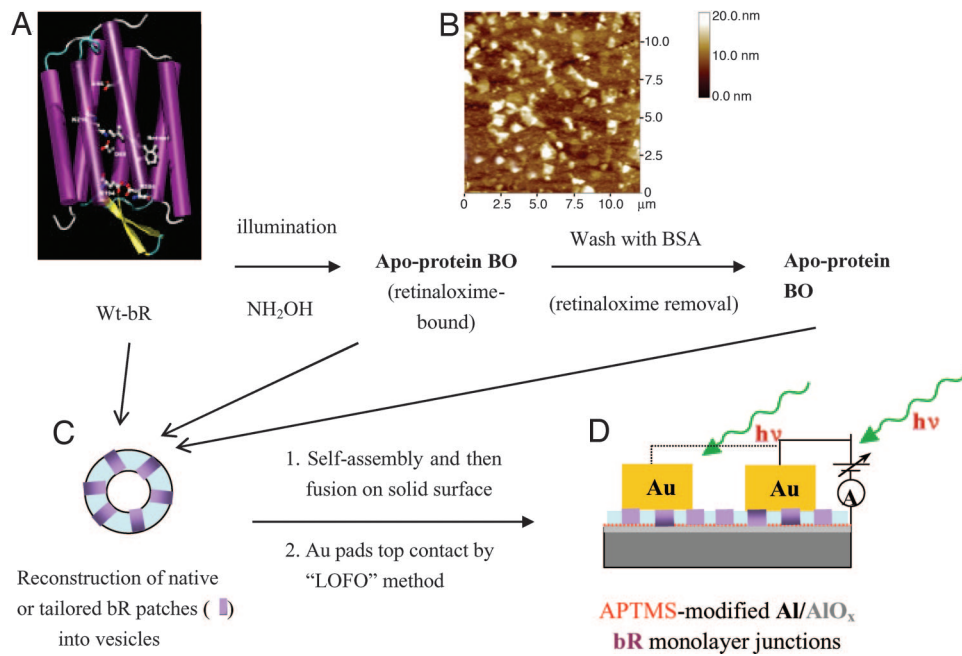 A
B
20.0 nm
10.0 nm
0.0 nm
10.0
7.5
5.0
2.5
0
0 2.5 5.0 7.5 10.0 μm
illumination
NH₂OH
Wt-bR
Apo-protein BO
(retinaloxime-
bound)
Wash with BSA
(retinaloxime removal)
Apo-protein
BO
C
1. Self-assembly and then
fusion on solid surface
2. Au pads top contact by
“LOFO” method
Reconstruction of native
or tailored bR patches ( )
into vesicles
D
hν
hν
Au
Au
A
APTMS-modified Al/AlOₓ
bR monolayer junctions